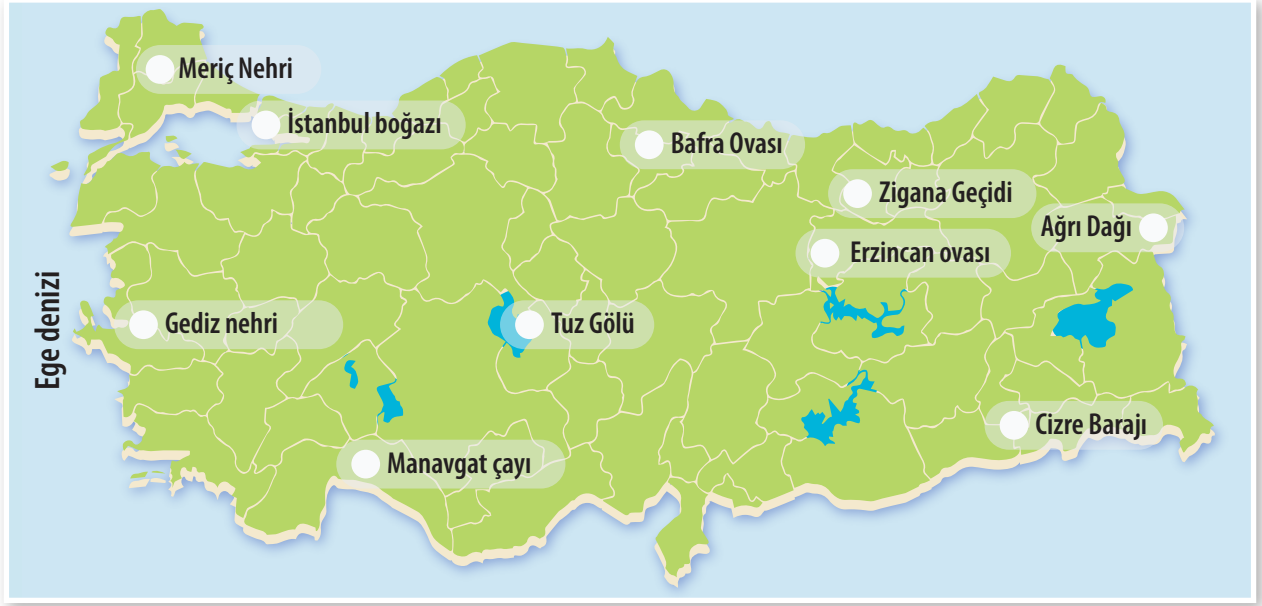 Meriç Nehri
İstanbul boğazı
Bafra Ovası
Zigana Geçidi
Ağrı Dağı
Erzincan ovası
Ege denizi
Gediz nehri
Tuz Gölü
Cizre Barajı
Manavgat çayı